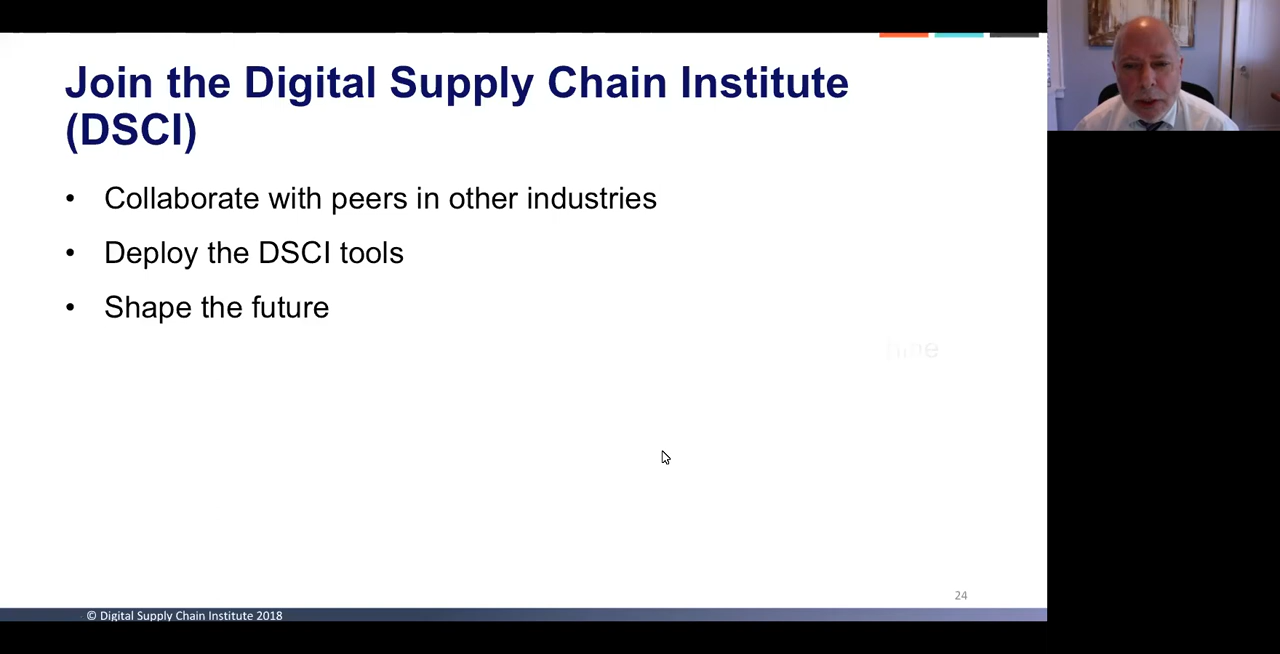 Join the Digital Supply Chain Institute
(DSCI)
• Collaborate with peers in other industries
• Deploy the DSCI tools
• Shape the future
24
© Digital Supply Chain Institute 2018